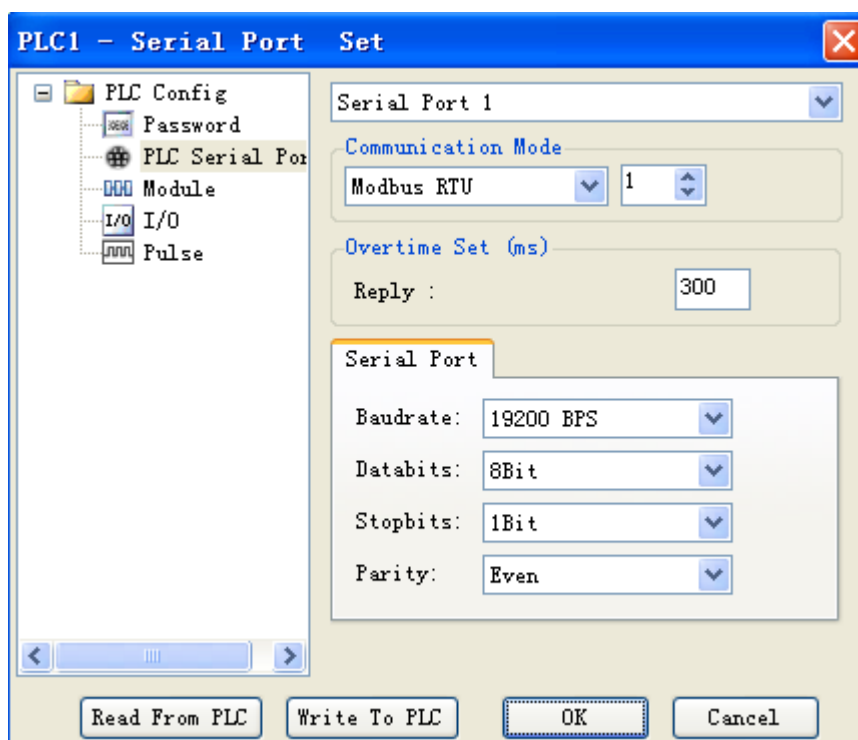 PLC1 - Serial Port Set
PLC Config
Password
PLC Serial Por
Module
I/O I/O
Pulse
Serial Port 1
Communication Mode
Modbus RTU 1
Overtime Set (ms)
Reply : 300
Serial Port
Baudrate: 19200 BPS
Databits: 8Bit
Stopbits: 1Bit
Parity: Even
Read From PLC Write To PLC OK Cancel